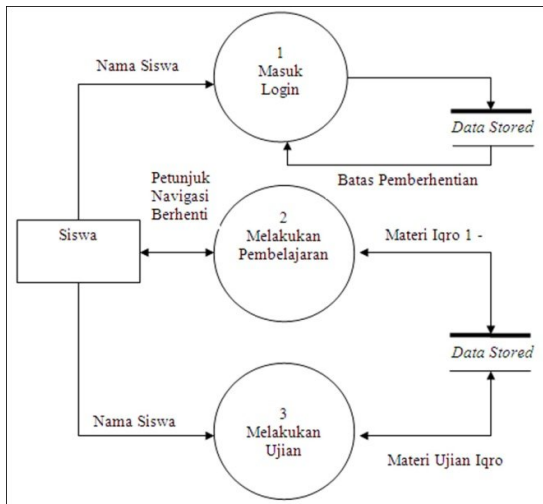 1
Masuk
Login
Nama Siswa
Data Stored
Batas Pemberhentian
Petunjuk
Navigasi
Berhenti
Siswa
2
Melakukan
Pembelajaran
Materi Iqro 1 -
Data Stored
3
Melakukan
Ujian
Nama Siswa
Materi Ujian Iqro